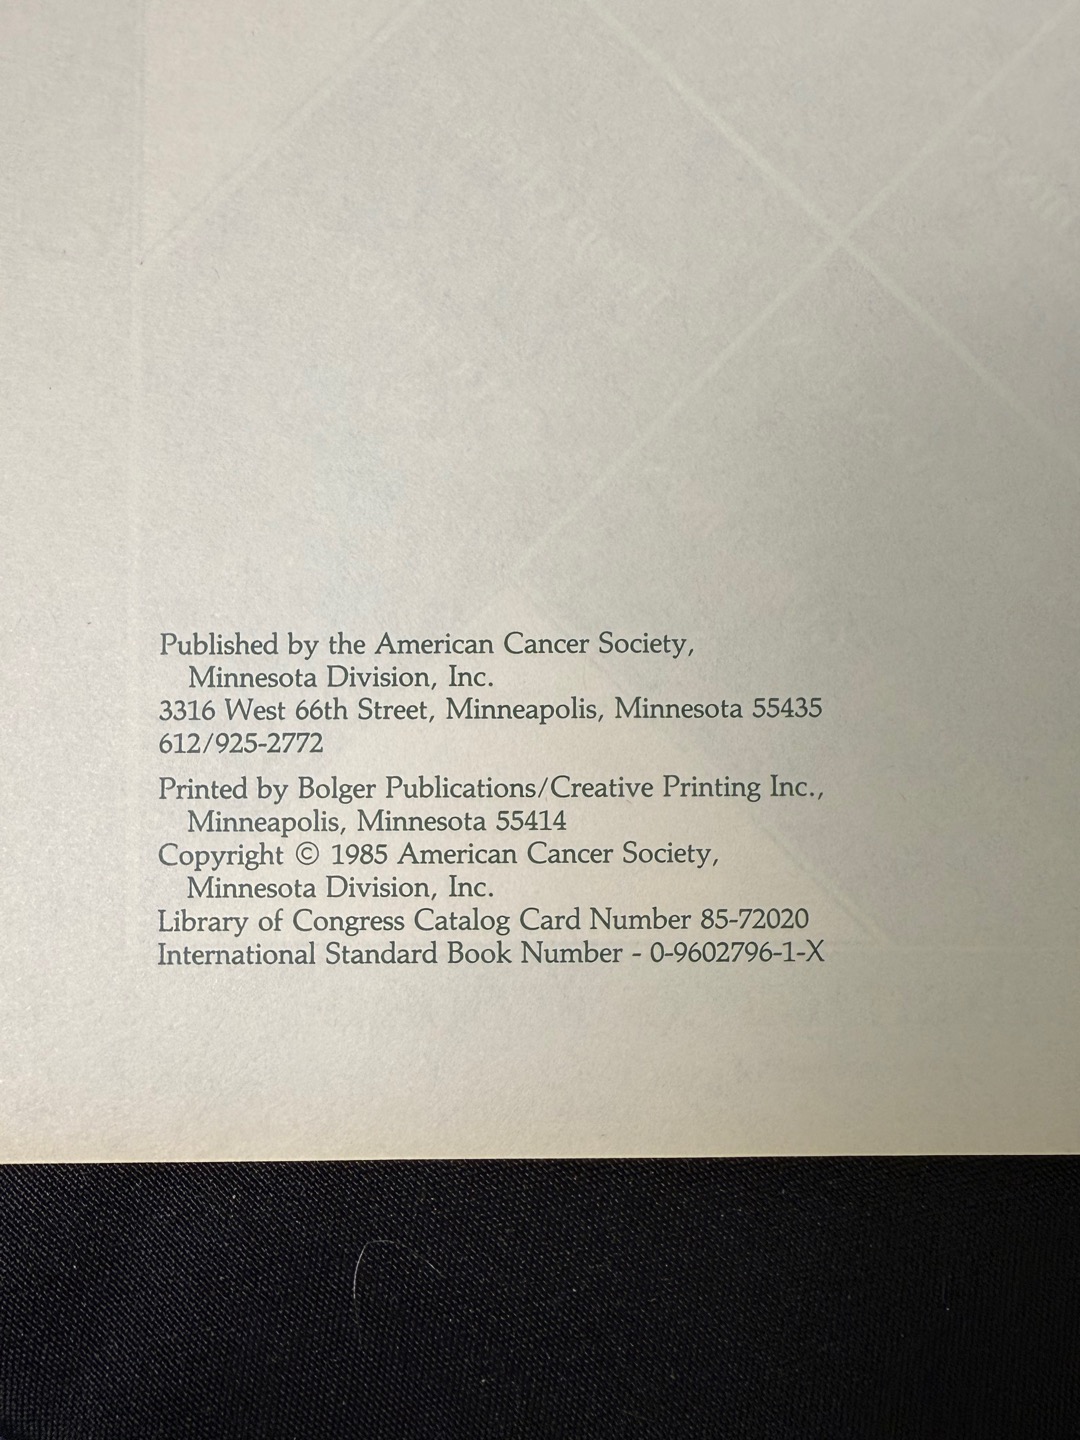 Published by the American Cancer Society,
Minnesota Division, Inc.
3316 West 66th Street, Minneapolis, Minnesota 55435
612/925-2772
Printed by Bolger Publications/Creative Printing Inc.,
Minneapolis, Minnesota 55414
Copyright © 1985 American Cancer Society,
Minnesota Division, Inc.
Library of Congress Catalog Card Number 85-72020
International Standard Book Number - 0-9602796-1-X